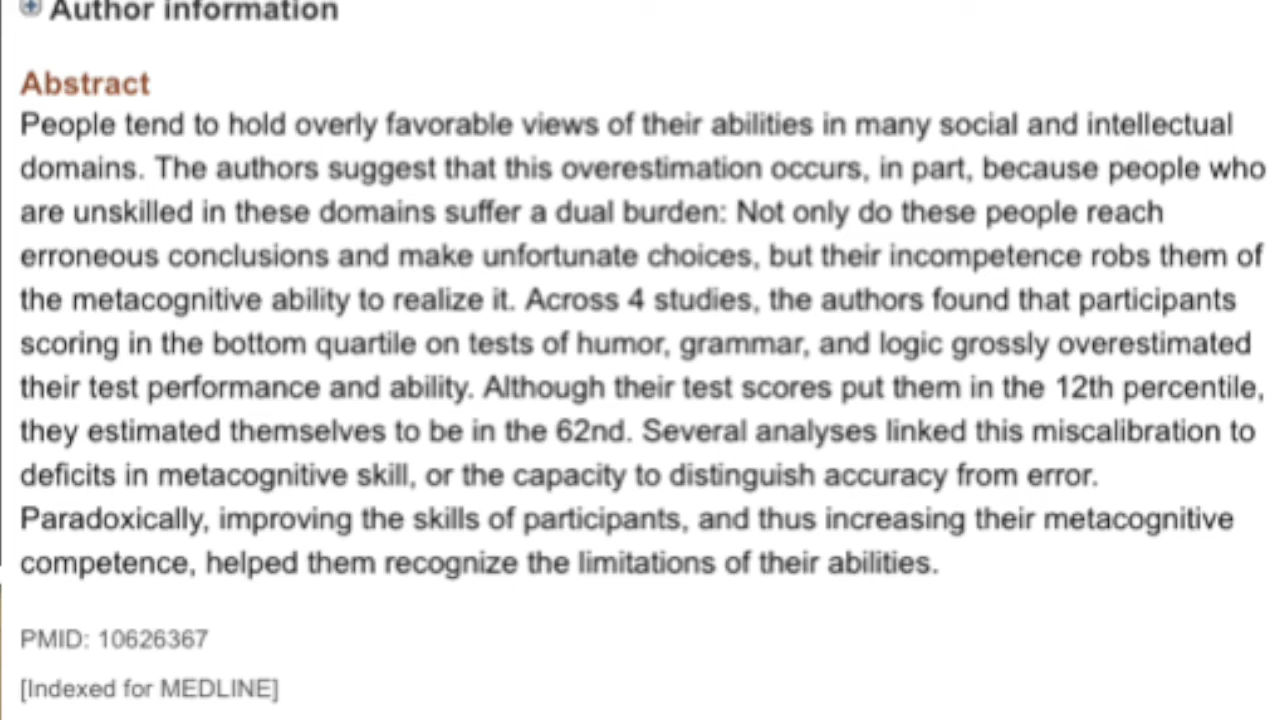 Author information
Abstract
People tend to hold overly favorable views of their abilities in many social and intellectual
domains. The authors suggest that this overestimation occurs, in part, because people who
are unskilled in these domains suffer a dual burden: Not only do these people reach
erroneous conclusions and make unfortunate choices, but their incompetence robs them of
the metacognitive ability to realize it. Across 4 studies, the authors found that participants
scoring in the bottom quartile on tests of humor, grammar, and logic grossly overestimated
their test performance and ability. Although their test scores put them in the 12th percentile,
they estimated themselves to be in the 62nd. Several analyses linked this miscalibration to
deficits in metacognitive skill, or the capacity to distinguish accuracy from error.
Paradoxically, improving the skills of participants, and thus increasing their metacognitive
competence, helped them recognize the limitations of their abilities.
PMID: 10626367
[Indexed for MEDLINE]